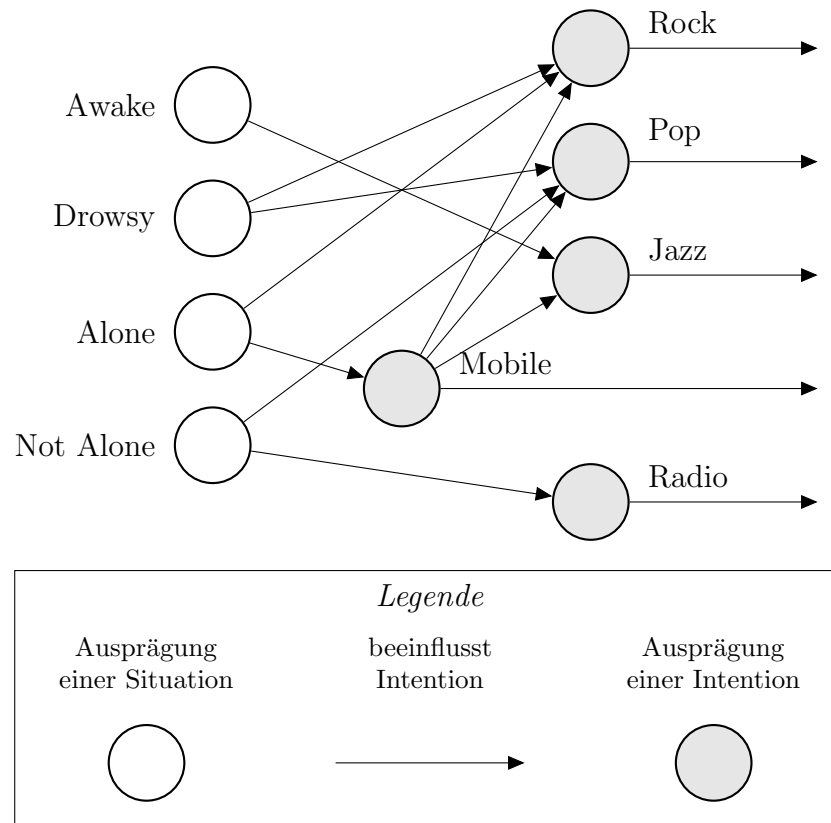 Rock
Awake
Pop
Drowsy
Jazz
Alone
Mobile
Not Alone
Radio
Legende
Ausprägung
einer Situation
beeinflusst
Intention
Ausprägung
einer Intention